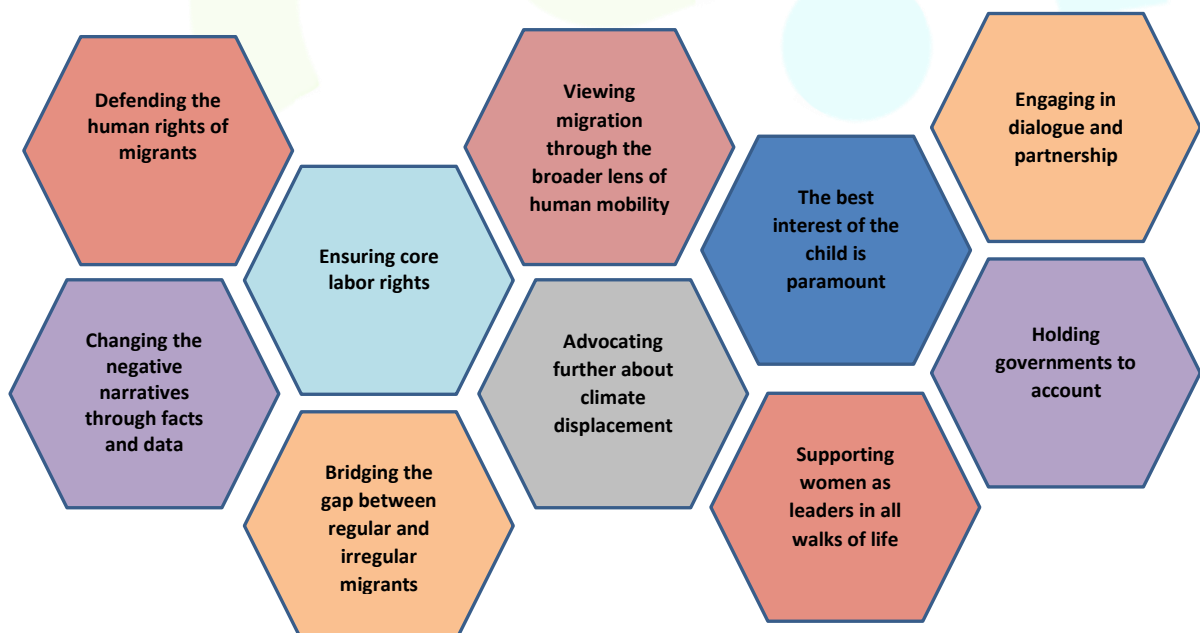 Defending the
human rights of
migrants
Ensuring core
labor rights
Viewing
migration
through the
broader lens of
human mobility
The best
interest of the
child is
paramount
Engaging in
dialogue and
partnership
Changing the
negative
narratives
through facts
and data
Bridging the
gap between
regular and
irregular
migrants
Advocating
further about
climate
displacement
Supporting
women as
leaders in all
walks of life
Holding
governments to
account